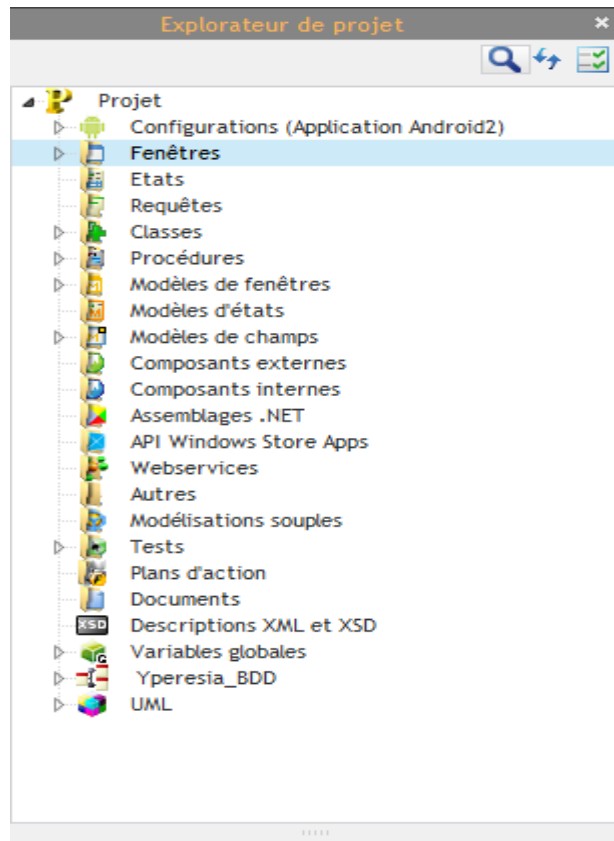 Explorateur de projet
Projet
Configurations (Application Android2)
Fenêtres
Etats
Requêtes
Classes
Procédures
Modèles de fenêtres
Modèles d'états
Modèles de champs
Composants externes
Composants internes
Assemblages .NET
API Windows Store Apps
Webservices
Autres
Modélisations souples
Tests
Plans d'action
Documents
XSD Descriptions XML et XSD
Variables globales
Yperesia_BDD
UML